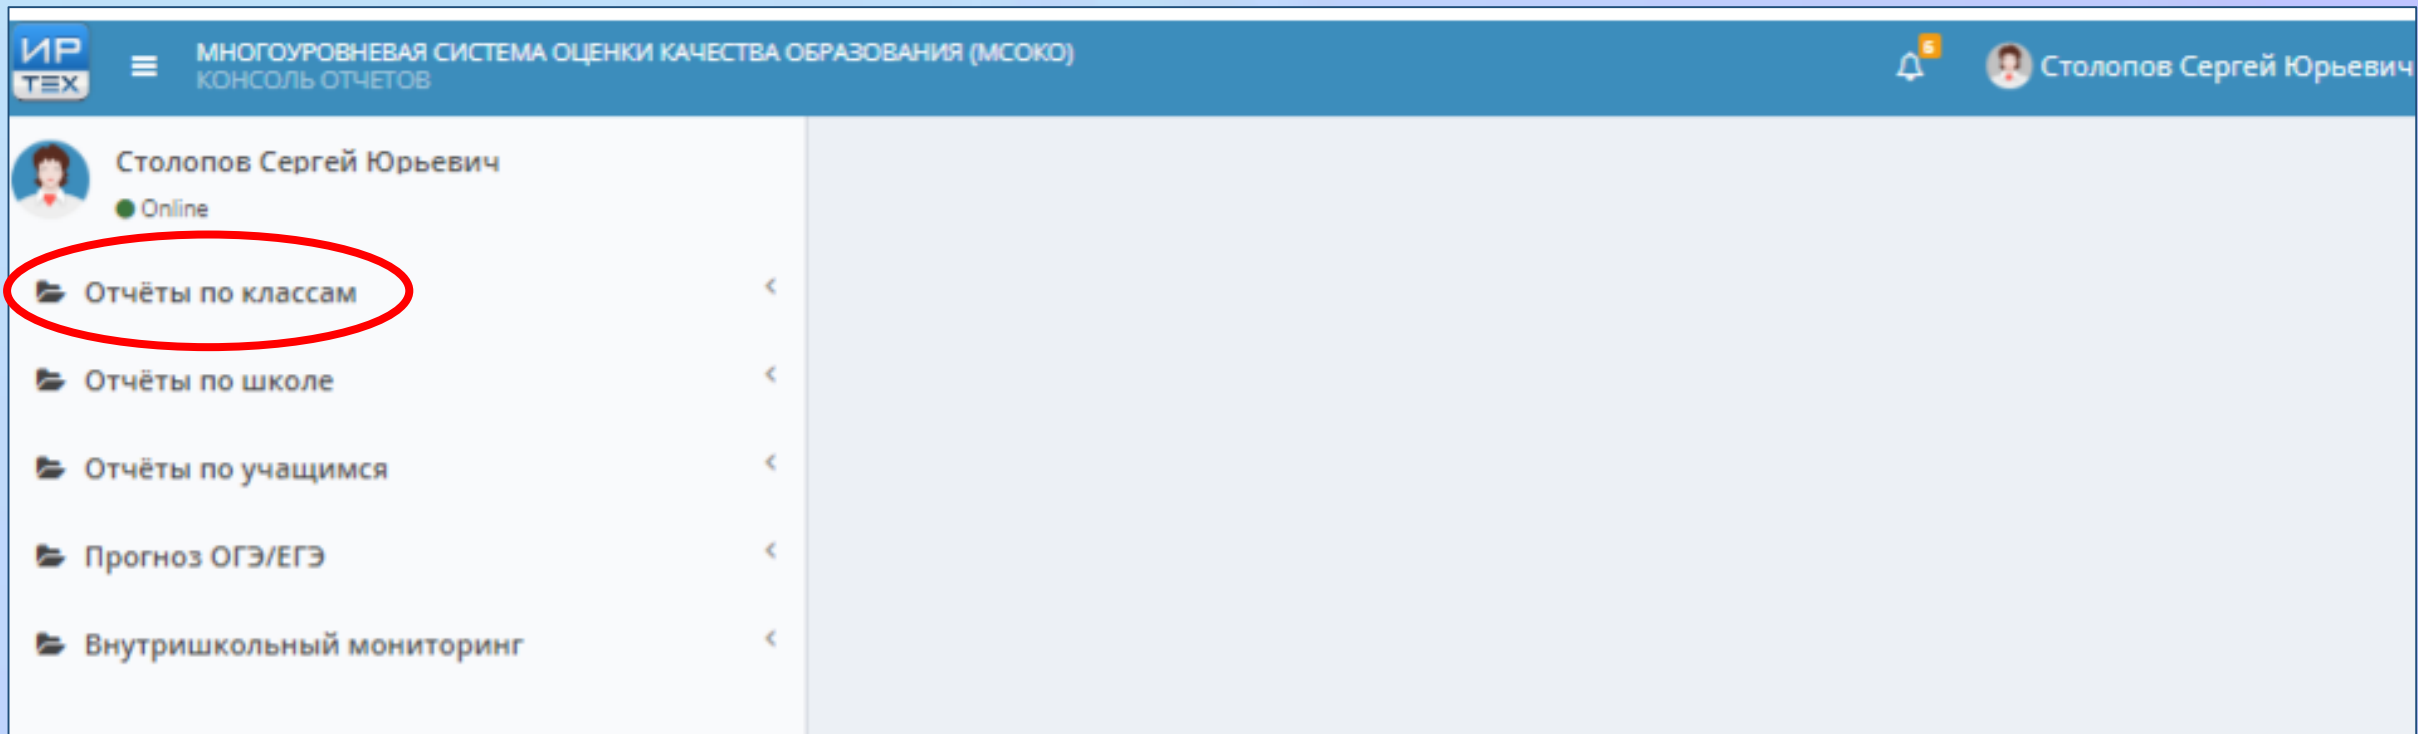 ИР
ТЕХ
МНОГОУРОВНЕВАЯ СИСТЕМА ОЦЕНКИ КАЧЕСТВА ОБРАЗОВАНИЯ (МСОКО)
КОНСОЛЬ ОТЧЕТОВ
6
Столопов Сергей Юрьевич
Столопов Сергей Юрьевич
Online
Отчёты по классам
Отчёты по школе
Отчёты по учащимся
Прогноз ОГЭ/ЕГЭ
Внутришкольный мониторинг